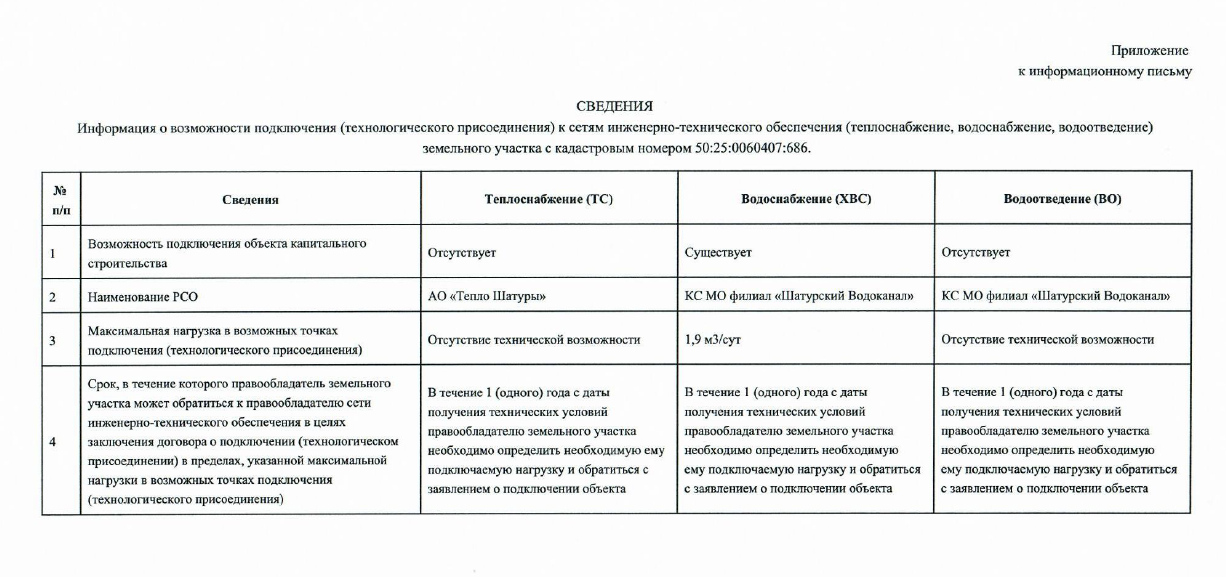 Приложение
к информационному письму
СВЕДЕНИЯ
Информация о возможности подключения (технологического присоединения) к сетям инженерно-технического обеспечения (теплоснабжение, водоснабжение, водоотведение)
земельного участка с кадастровым номером 50:25:0060407:686.
№
п/п
Сведения
Теплоснабжение (ТС)
Водоснабжение (ХВС)
Водоотведение (ВО)
1
Возможность подключения объекта капитального
строительства
Отсутствует
Существует
Отсутствует
2
Наименование РСО
АО «Тепло Шатуры»
КС МО филиал «Шатурский Водоканал»
КС МО филиал «Шатурский Водоканал»
3
Максимальная нагрузка в возможных точках
подключения (технологического присоединения)
Отсутствие технической возможности
1,9 м3/сут
Отсутствие технической возможности
4
Срок, в течение которого правообладатель земельного
участка может обратиться к правообладателю сети
инженерно-технического обеспечения в целях
заключения договора о подключении (технологическом
присоединении) в пределах, указанной максимальной
нагрузки в возможных точках подключения
(технологического присоединения)
В течение 1 (одного) года с даты
получения технических условий
правообладателю земельного участка
необходимо определить необходимую ему
подключаемую нагрузку и обратиться с
заявлением о подключении объекта
В течение 1 (одного) года с даты
получения технических условий
правообладателю земельного участка
необходимо определить необходимую
ему подключаемую нагрузку и обратиться
с заявлением о подключении объекта
В течение 1 (одного) года с даты
получения технических условий
правообладателю земельного участка
необходимо определить необходимую
ему подключаемую нагрузку и обратиться
с заявлением о подключении объекта